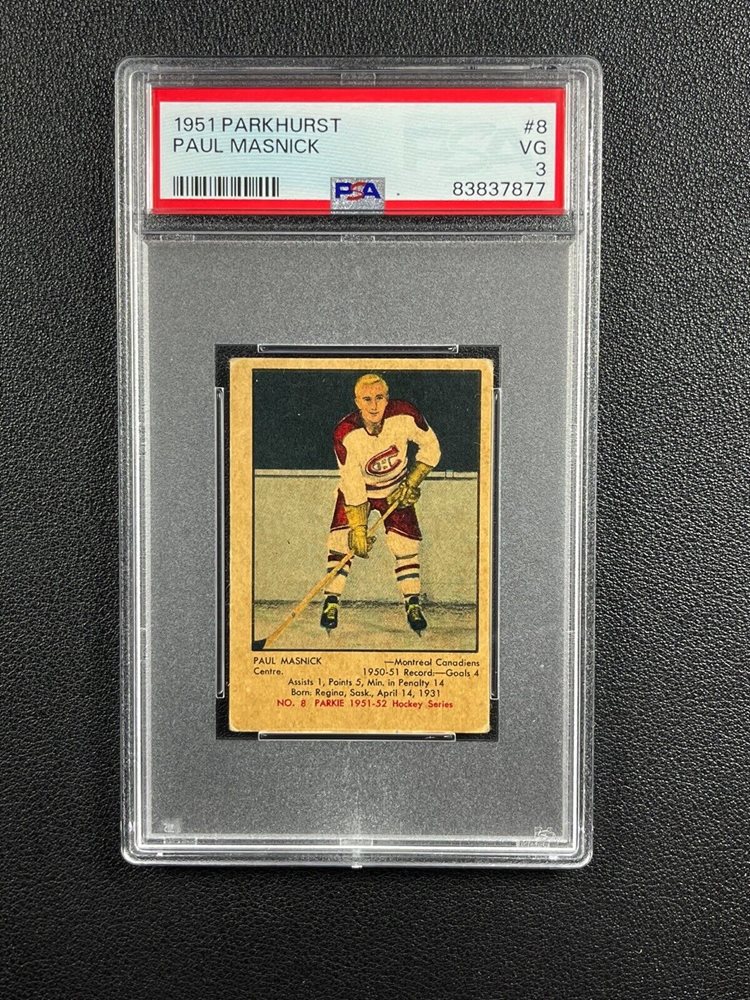 1951 PARKHURST #8
PAUL MASNICK VG
3
PSA 83837877
PAUL MASNICK —Montreal Canadiens
Centre. 1950-51 Record:—Goals 4
Assists 1, Points 5, Min. in Penalty 14
Born: Regina, Sask., April 14, 1931
NO. 8 PARKIE 1951-52 Hockey Series